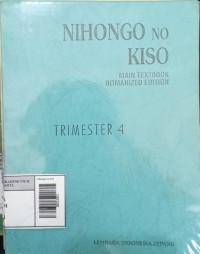 NIHONGO NO
KISO
MAIN TEXTBOOK
ROMANIZED EDITION
TRIMESTER 4
LEMBAGA INDONESIA JEPANG